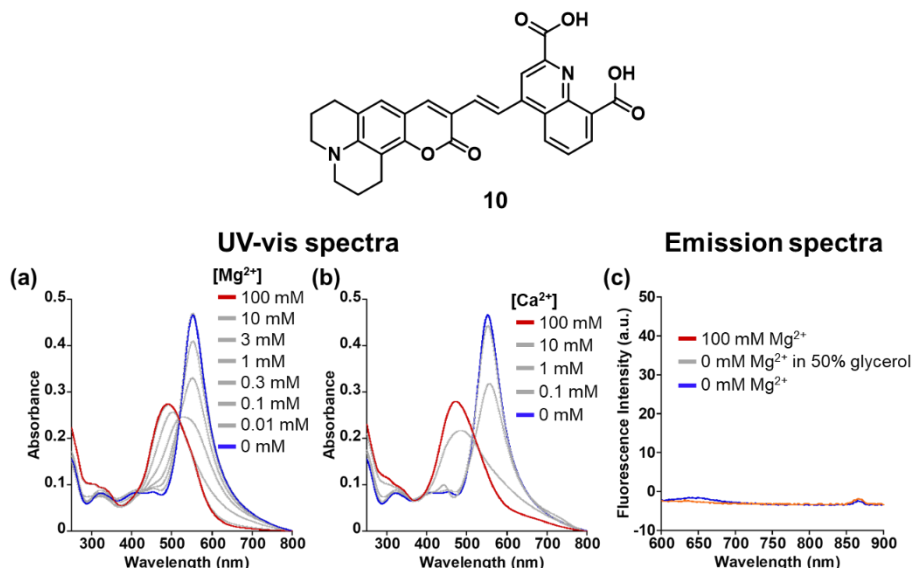 O
OH
N
OH
O
N
O
O
10
UV-vis spectra
Emission spectra
(a)
[Mg²⁺]
100 mM
10 mM
3 mM
1 mM
0.3 mM
0.1 mM
0.01 mM
0 mM
0.5
0.4
0.3
0.2
0.1
0
Absorbance
300 400 500 600 700 800
Wavelength (nm)
(b)
[Ca²⁺]
100 mM
10 mM
1 mM
0.1 mM
0 mM
0.5
0.4
0.3
0.2
0.1
0
Absorbance
300 400 500 600 700 800
Wavelength (nm)
(c)
100 mM Mg²⁺
0 mM Mg²⁺ in 50% glycerol
0 mM Mg²⁺
50
40
30
20
10
0
-10
Fluorescence Intensity (a.u.)
600 650 700 750 800 850 900
Wavelength (nm)